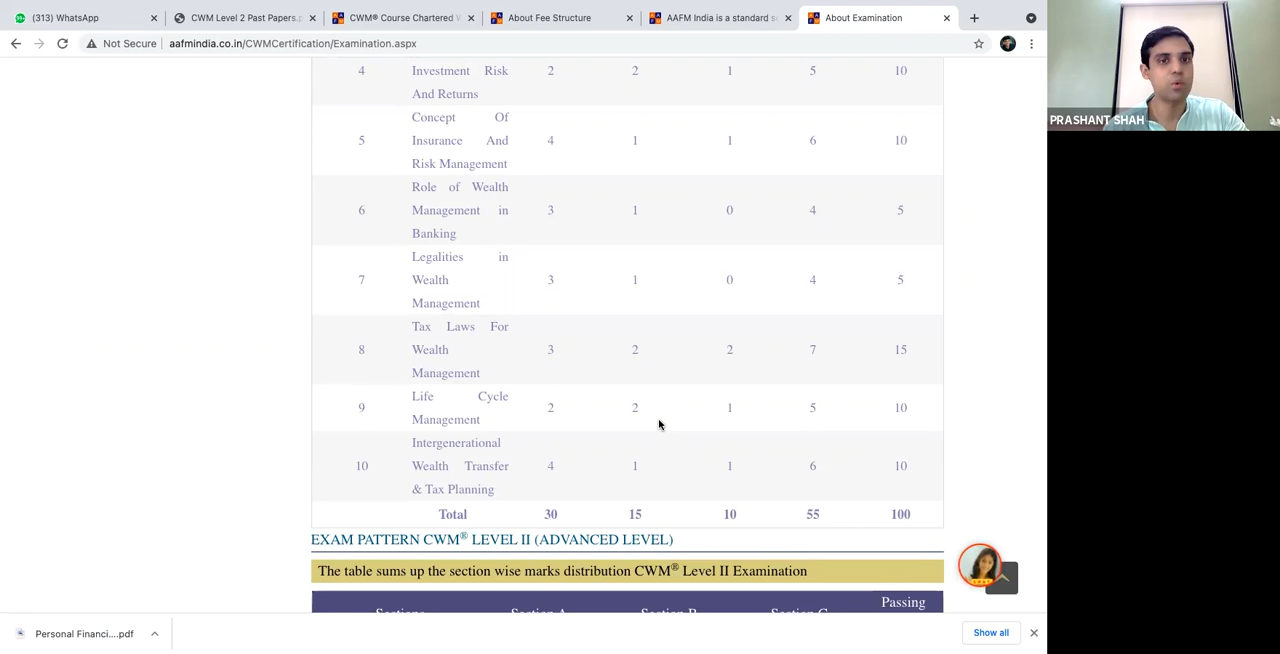 (313) WhatsApp
CWM Level 2 Past Papers.p
CWM® Course Chartered W
About Fee Structure
AAFM India is a standard se
About Examination
Not Secure | aafmindia.co.in/CWMCertification/Examination.aspx
4 Investment Risk And Returns 2 2 1 5 10
5 Concept Of Insurance And Risk Management 4 1 1 6 10
6 Role of Wealth Management in Banking 3 1 0 4 5
7 Legalities in Wealth Management 3 1 0 4 5
8 Tax Laws For Wealth Management 3 2 2 7 15
9 Life Cycle Management 2 2 1 5 10
10 Intergenerational Wealth Transfer & Tax Planning 4 1 1 6 10
Total 30 15 10 55 100
EXAM PATTERN CWM® LEVEL II (ADVANCED LEVEL)
The table sums up the section wise marks distribution CWM® Level II Examination
Sections Section A Section B Section C Passing
Personal Financi....pdf
Show all
PRASHANT SHAH